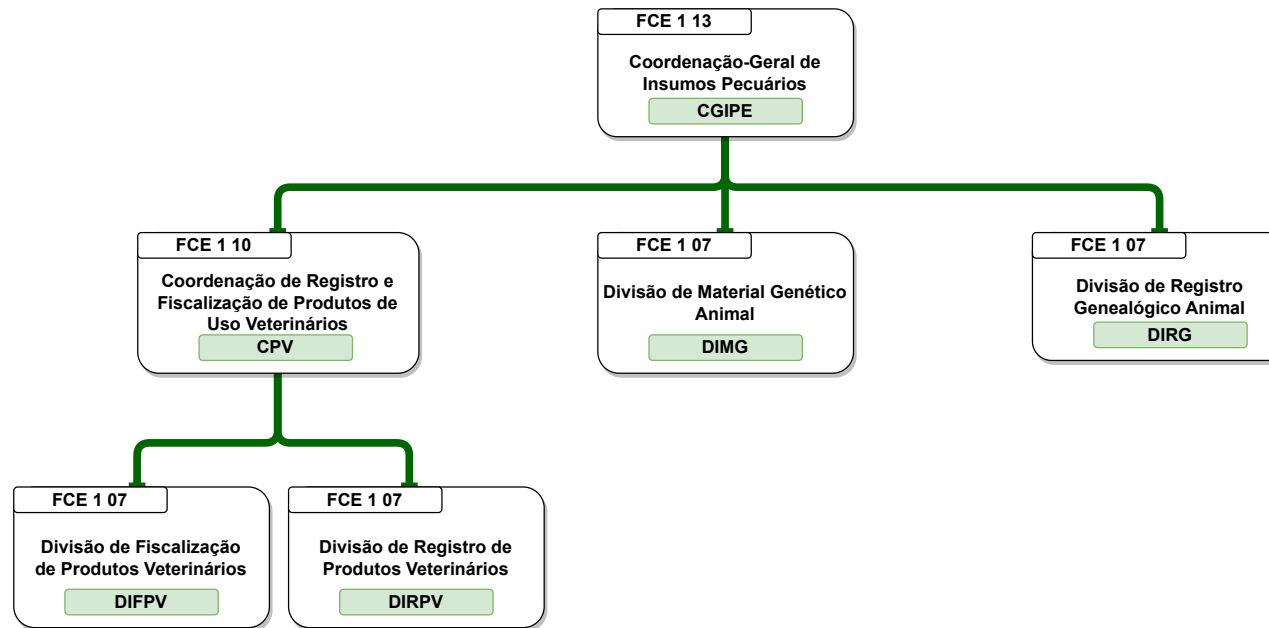 FCE 1 13
Coordenação-Geral de
Insumos Pecuários
CGIPE
FCE 1 10
Coordenação de Registro e
Fiscalização de Produtos de
Uso Veterinários
CPV
FCE 1 07
Divisão de Material Genético
Animal
DIMG
FCE 1 07
Divisão de Registro
Genealógico Animal
DIRG
FCE 1 07
Divisão de Fiscalização
de Produtos Veterinários
DIFPV
FCE 1 07
Divisão de Registro de
Produtos Veterinários
DIRPV